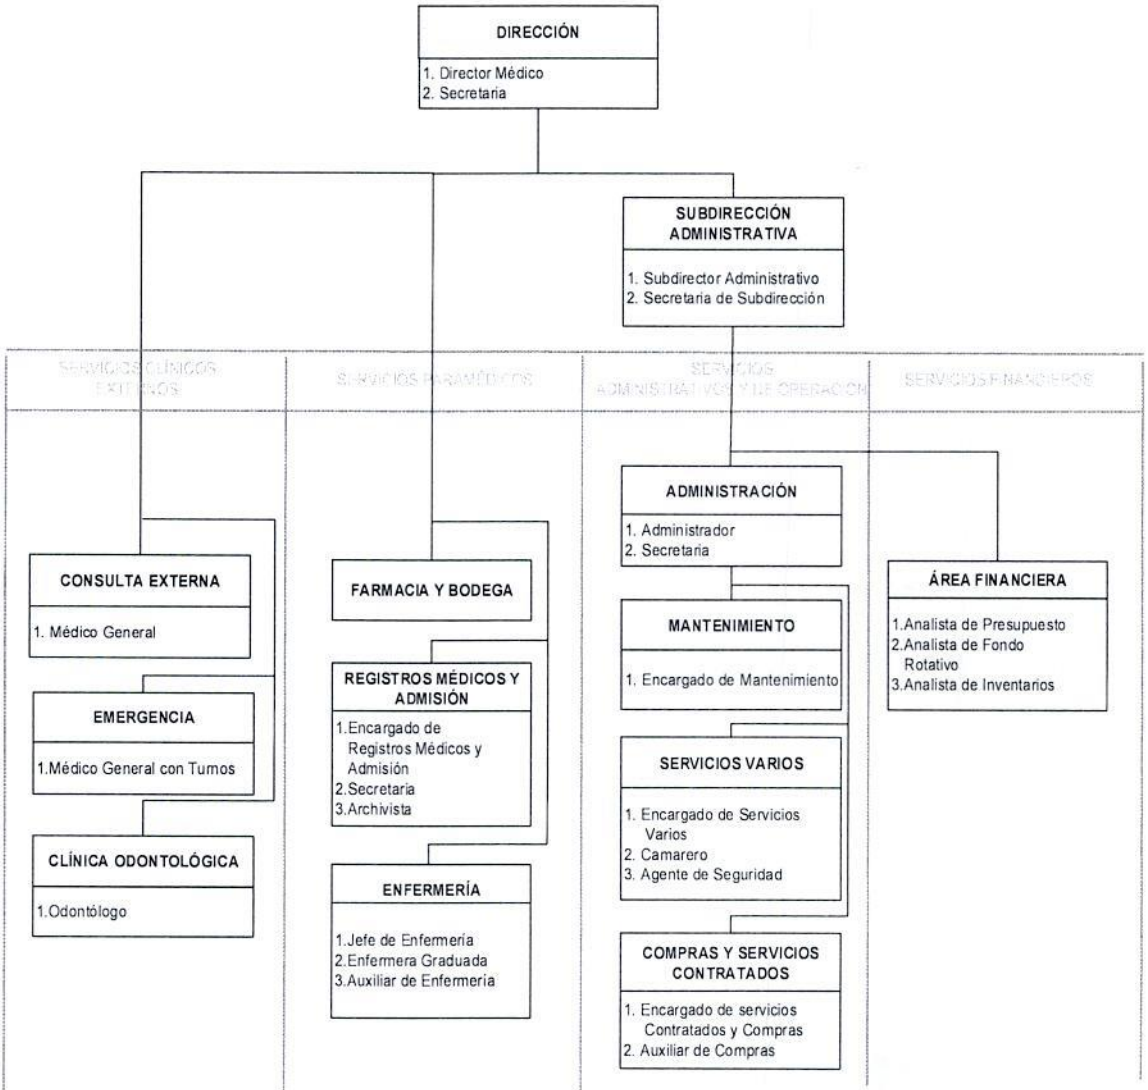 DIRECCIÓN
1. Director Médico
2. Secretaria
SUBDIRECCIÓN
ADMINISTRATIVA
1. Subdirector Administrativo
2. Secretaria de Subdirección
SERVICIOS CLÍNICOS
EXTERNOS
SERVICIOS PARAMÉDICOS
SERVICIOS
ADMINISTRATIVOS Y DE OPERACIÓN
SERVICIOS FINANCIEROS
CONSULTA EXTERNA
1. Médico General
EMERGENCIA
1.Médico General con Turnos
CLÍNICA ODONTOLÓGICA
1.Odontólogo
FARMACIA Y BODEGA
REGISTROS MÉDICOS Y
ADMISIÓN
1.Encargado de
Registros Médicos y
Admisión
2.Secretaria
3.Archivista
ENFERMERÍA
1.Jefe de Enfermería
2.Enfermera Graduada
3.Auxiliar de Enfermería
ADMINISTRACIÓN
1. Administrador
2. Secretaria
MANTENIMIENTO
1. Encargado de Mantenimiento
SERVICIOS VARIOS
1. Encargado de Servicios
Varios
2. Camarero
3. Agente de Seguridad
COMPRAS Y SERVICIOS
CONTRATADOS
1. Encargado de servicios
Contratados y Compras
2. Auxiliar de Compras
ÁREA FINANCIERA
1.Analista de Presupuesto
2.Analista de Fondo
Rotativo
3.Analista de Inventarios